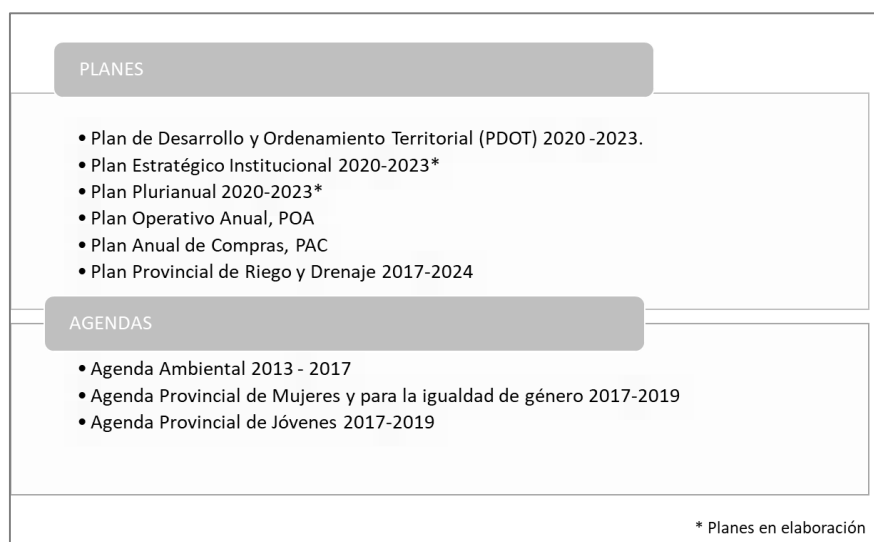 PLANES
• Plan de Desarrollo y Ordenamiento Territorial (PDOT) 2020 -2023.
• Plan Estratégico Institucional 2020-2023*
• Plan Plurianual 2020-2023*
• Plan Operativo Anual, POA
• Plan Anual de Compras, PAC
• Plan Provincial de Riego y Drenaje 2017-2024
AGENDAS
• Agenda Ambiental 2013 - 2017
• Agenda Provincial de Mujeres y para la igualdad de género 2017-2019
• Agenda Provincial de Jóvenes 2017-2019
* Planes en elaboración